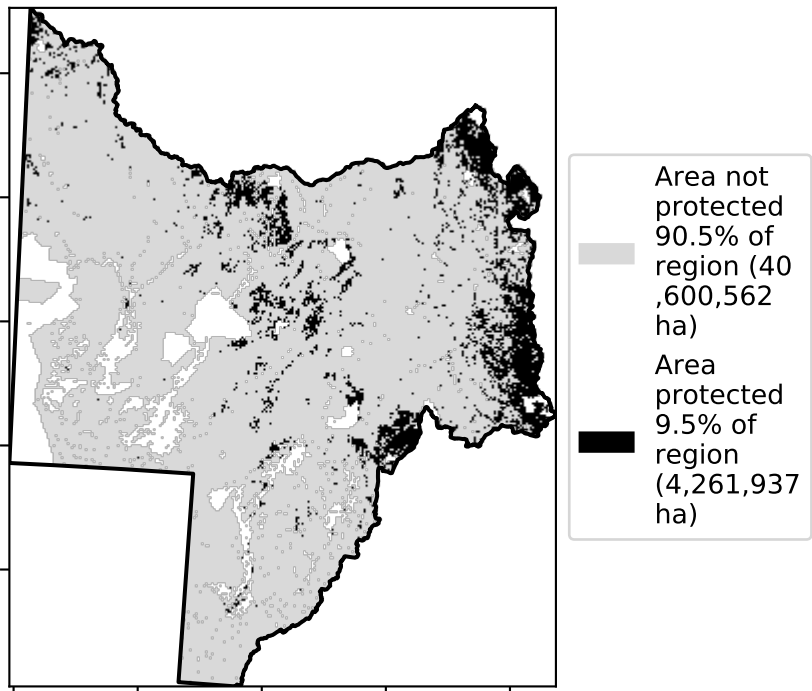 Area not
protected
90.5% of
region (40
,600,562
ha)
Area
protected
9.5% of
region
(4,261,937
ha)